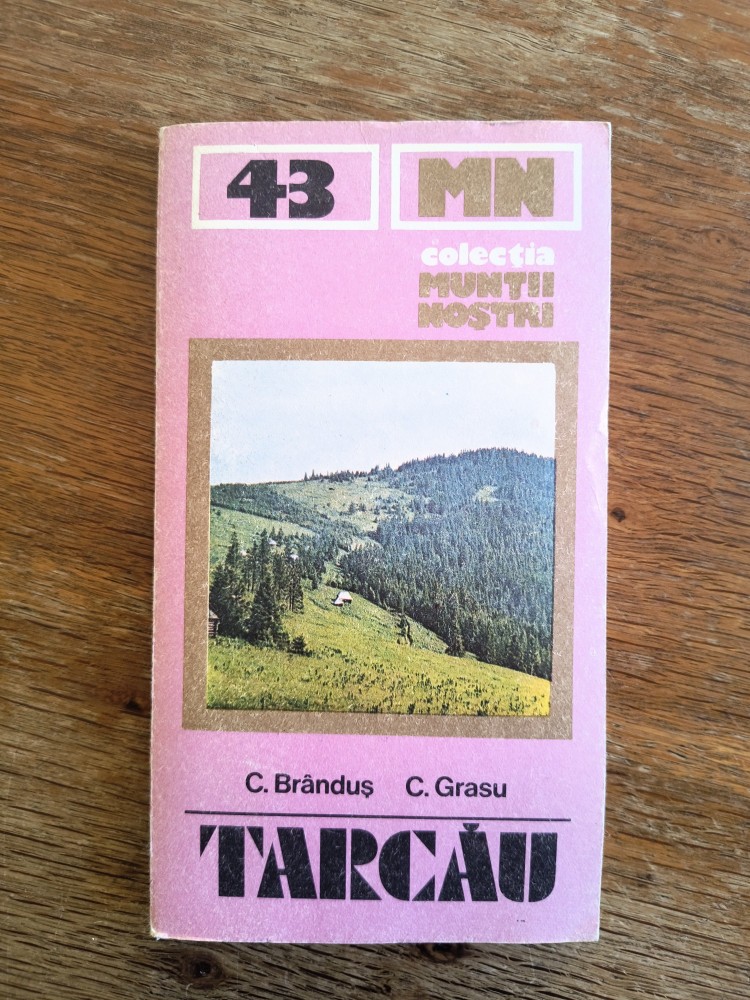 43
MN
colecția
MUNȚII
NOȘTRI
C. Brânduș C. Grasu
TARCĂU